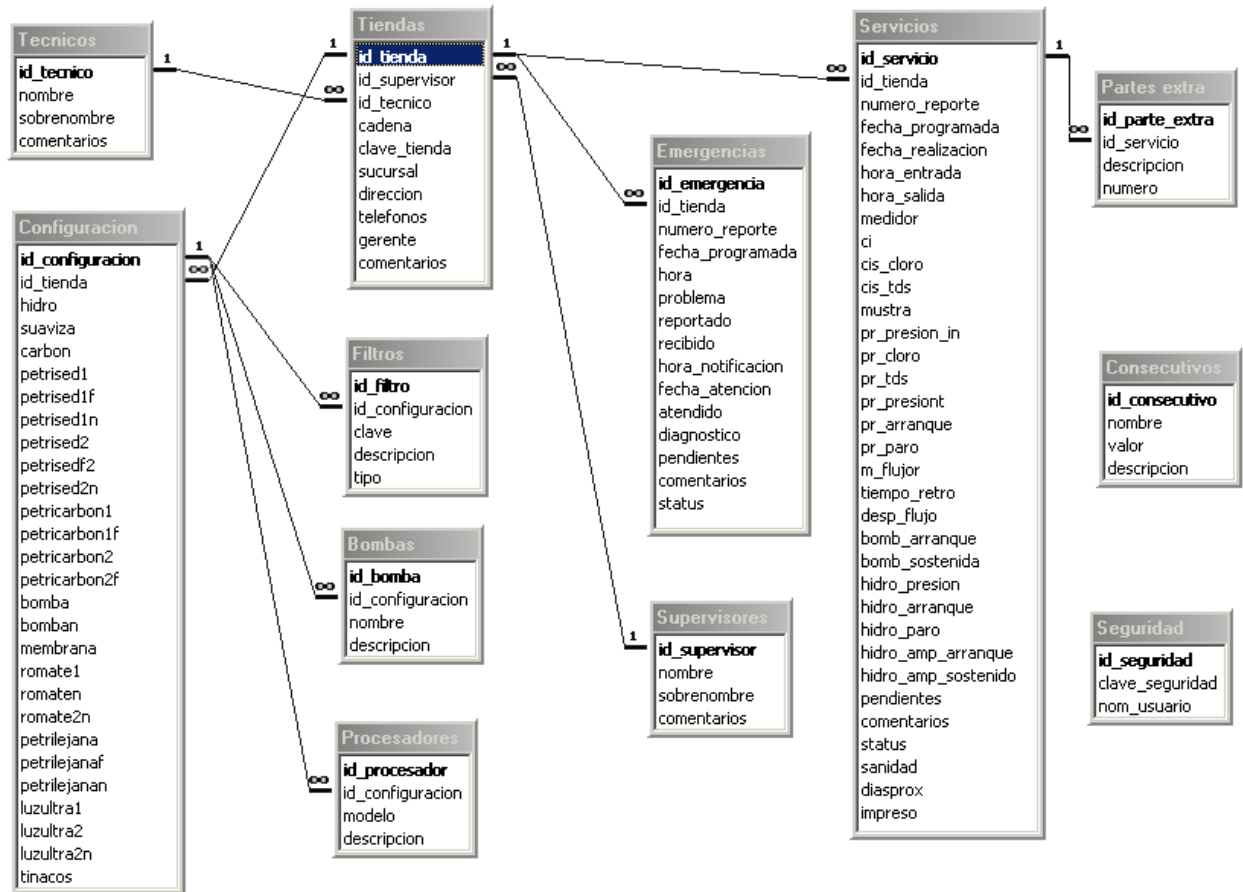 Tecnicos
id_tecnico
nombre
sobrenombre
comentarios
1
∞
Tiendas
id_tienda
id_supervisor
id_tecnico
cadena
clave_tienda
sucursal
direccion
telefonos
gerente
comentarios
1
1
∞
Configuracion
id_configuracion
id_tienda
hidro
suaviza
carbon
petrised1
petrised1f
petrised1n
petrised2
petrisedf2
petrised2n
petricarbon1
petricarbon1f
petricarbon2
petricarbon2f
bomba
bomban
membrana
romate1
romaten
romate2n
petrilejana
petrilejanaf
petrilejanan
luzultra1
luzultra2
luzultra2n
tinacos
1
∞
Filtros
id_filtro
id_configuracion
clave
descripcion
tipo
∞
Bombas
id_bomba
id_configuracion
nombre
descripcion
∞
Procesadores
id_procesador
id_configuracion
modelo
descripcion
∞
Emergencias
id_emergencia
id_tienda
numero_reporte
fecha_programada
hora
problema
reportado
recibido
hora_notificacion
fecha_atencion
atendido
diagnostico
pendientes
comentarios
status
∞
Supervisores
id_supervisor
nombre
sobrenombre
comentarios
1
Servicios
id_servicio
id_tienda
numero_reporte
fecha_programada
fecha_realizacion
hora_entrada
hora_salida
medidor
ci
cis_cloro
cis_tds
mustra
pr_presion_in
pr_cloro
pr_tds
pr_presiont
pr_arranque
pr_paro
m_flujor
tiempo_retro
desp_flujo
bomb_arranque
bomb_sostenida
hidro_presion
hidro_arranque
hidro_paro
hidro_amp_arranque
hidro_amp_sostenido
pendientes
comentarios
status
sanidad
diasprox
impreso
∞
1
Partes extra
id_parte_extra
id_servicio
descripcion
numero
∞
Consecutivos
id_consecutivo
nombre
valor
descripcion
Seguridad
id_seguridad
clave_seguridad
nom_usuario